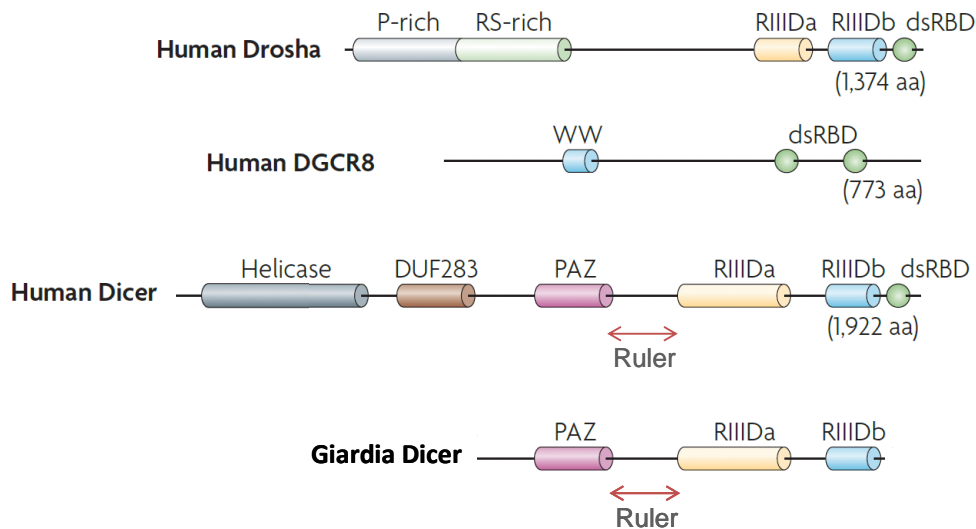 P-rich RS-rich RIIIDa RIIIDb dsRBD
Human Drosha
(1,374 aa)
WW dsRBD
Human DGCR8
(773 aa)
Helicase DUF283 PAZ RIIIDa RIIIDb dsRBD
Human Dicer
(1,922 aa)
Ruler
PAZ RIIIDa RIIIDb
Giardia Dicer
Ruler